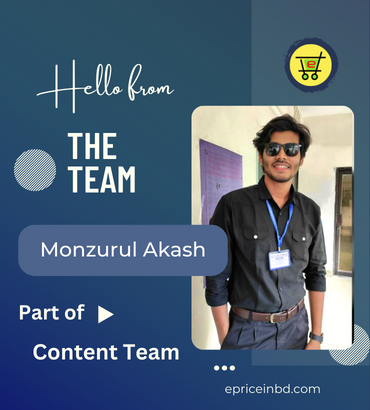 Hello from
THE
TEAM
Monzurul Akash
Part of
Content Team
epriceinbd.com
e